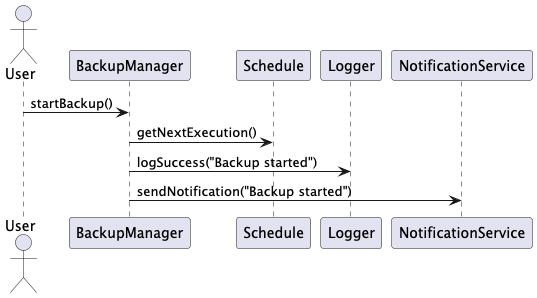 User
BackupManager
Schedule
Logger
NotificationService
startBackup()
getNextExecution()
logSuccess("Backup started")
sendNotification("Backup started")
User
BackupManager
Schedule
Logger
NotificationService